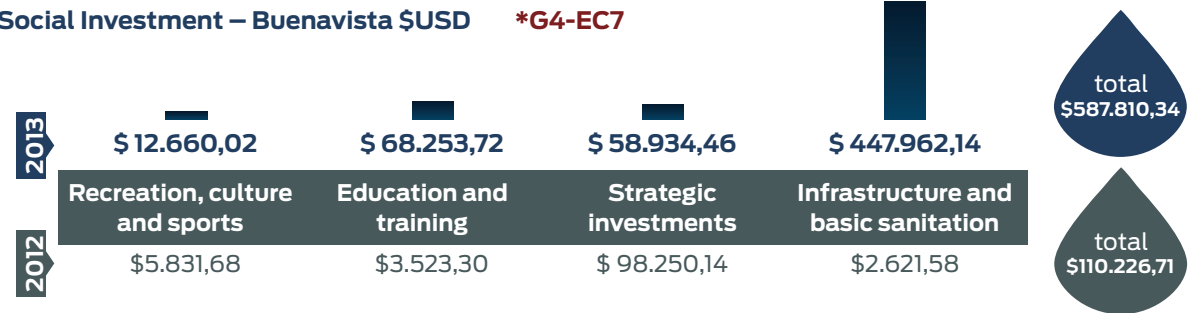 Social Investment – Buenavista $USD *G4-EC7
total
$587.810,34
2013
$ 12.660,02 $ 68.253,72 $ 58.934,46 $ 447.962,14
Recreation, culture and sports
Education and training
Strategic investments
Infrastructure and basic sanitation
2012
$5.831,68 $3.523,30 $ 98.250,14 $2.621,58
total
$110.226,71